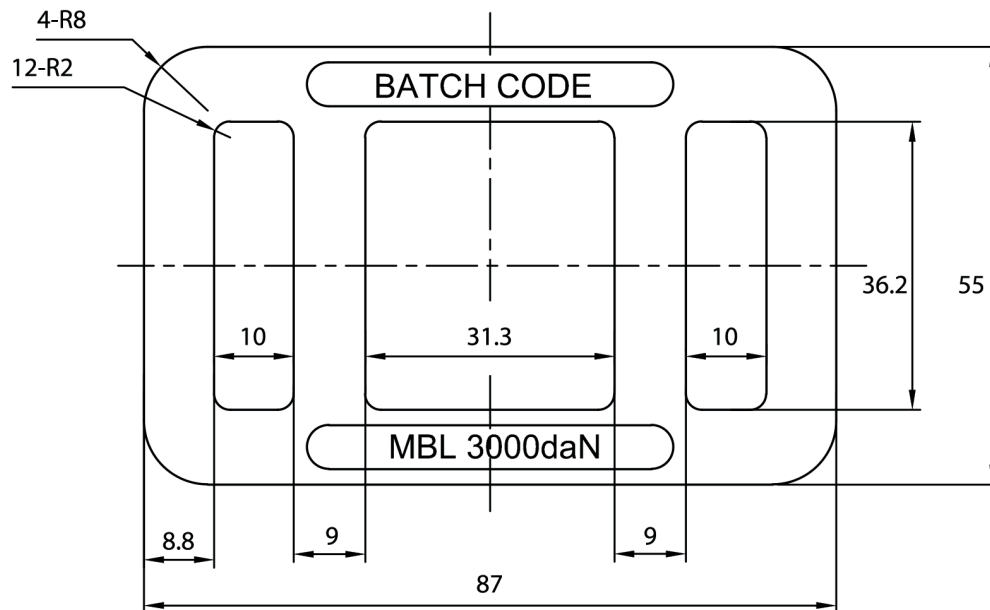 4-R8
12-R2
BATCH CODE
36.2
55
10
31.3
10
MBL 3000daN
8.8
9
9
87